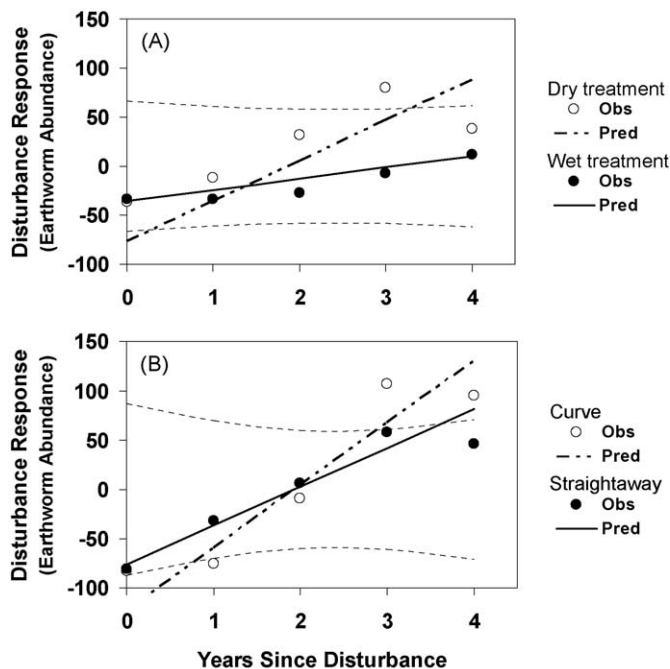 (A)
Disturbance Response
(Earthworm Abundance)
150
100
50
0
-50
-100
0 1 2 3 4
Dry treatment
Obs
Pred
Wet treatment
Obs
Pred
(B)
Disturbance Response
(Earthworm Abundance)
150
100
50
0
-50
-100
0 1 2 3 4
Years Since Disturbance
Curve
Obs
Pred
Straightaway
Obs
Pred